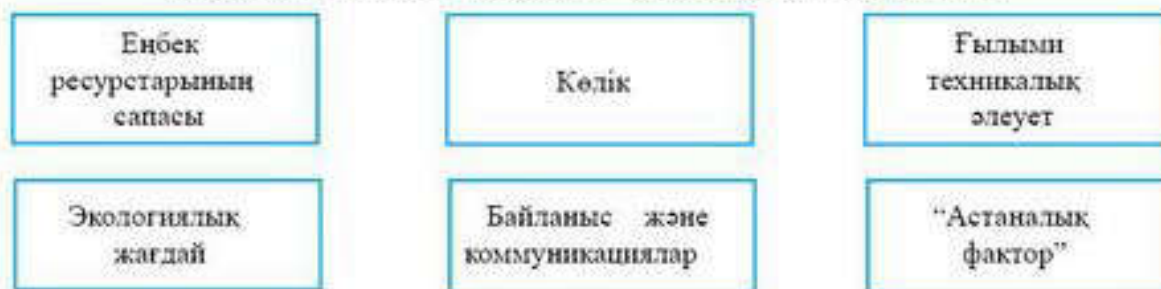 Еңбек
ресурстарының
сапасы
Көлік
Ғылыми
техникалық
әлеует
Экологиялық
жағдай
Байланыс және
коммуникациялар
“Астаналық
фактор”